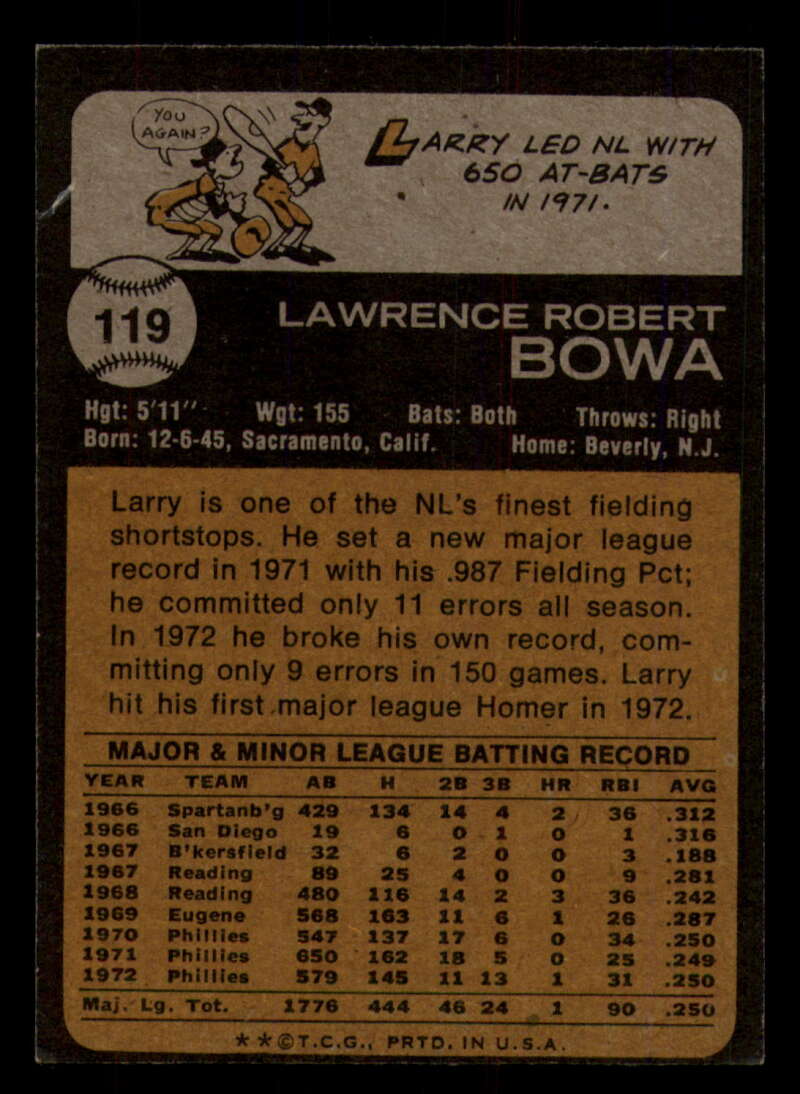 YOU
AGAIN?
LARRY LED NL WITH
650 AT-BATS
IN 1971.
119
LAWRENCE ROBERT
BOWA
Hgt: 5'11" Wgt: 155 Bats: Both Throws: Right
Born: 12-6-45, Sacramento, Calif. Home: Beverly, N.J.
Larry is one of the NL's finest fielding
shortstops. He set a new major league
record in 1971 with his .987 Fielding Pct;
he committed only 11 errors all season.
In 1972 he broke his own record, com-
mitting only 9 errors in 150 games. Larry
hit his first major league Homer in 1972.
MAJOR & MINOR LEAGUE BATTING RECORD
YEAR TEAM AB H 2B 3B HR RBI AVG
1966 Spartanb'g 429 134 14 4 2 36 .312
1966 San Diego 19 6 0 1 0 1 .316
1967 B'kersfield 32 6 2 0 0 3 .188
1967 Reading 89 25 4 0 0 9 .281
1968 Reading 480 116 14 2 3 36 .242
1969 Eugene 568 163 11 6 1 26 .287
1970 Phillies 547 137 17 6 0 34 .250
1971 Phillies 650 162 18 5 0 25 .249
1972 Phillies 579 145 11 13 1 31 .250
Maj. Lg. Tot. 1776 444 46 24 1 90 .250
**©T.C.G., PRTD. IN U.S.A.